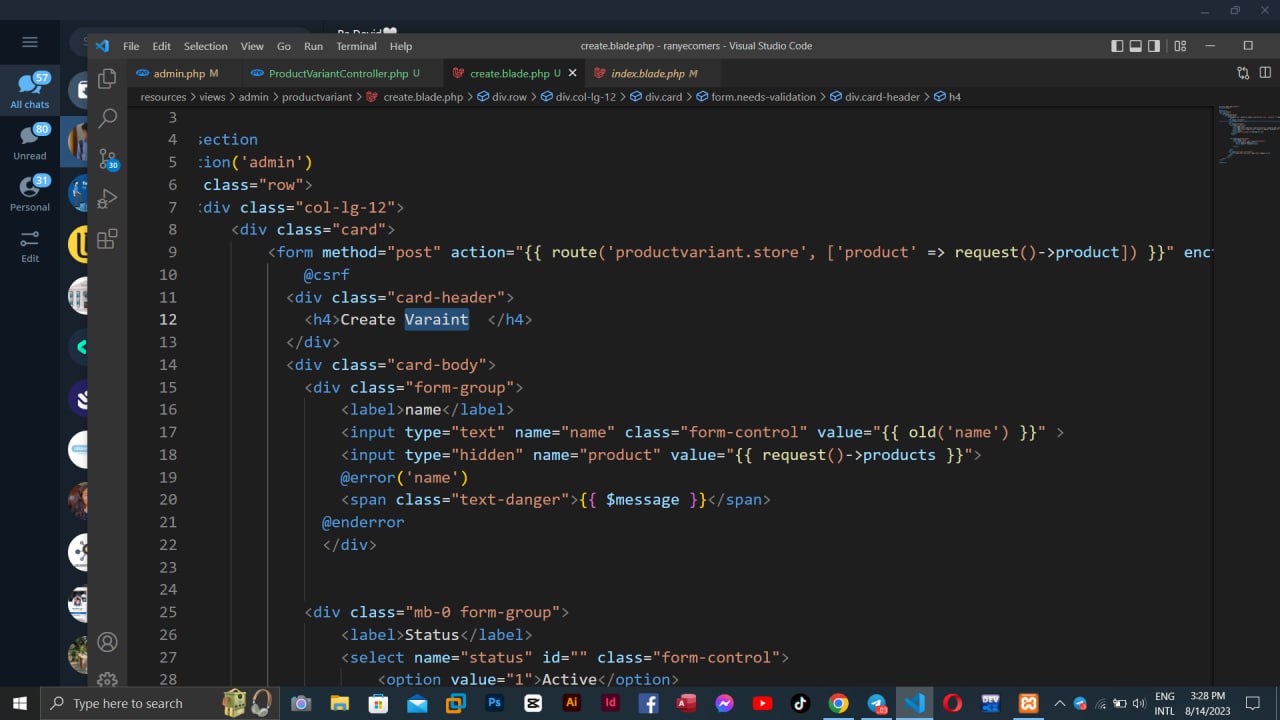 File Edit Selection View Go Run Terminal Help
create.blade.php - ranyecomers - Visual Studio Code
57
All chats
80
Unread
31
Personal
Edit
30
admin.php M
ProductVariantController.php U
create.blade.php U
index.blade.php M
resources > views > admin > productvariant > create.blade.php > div.row > div.col-lg-12 > div.card > form.needs-validation > div.card-header > h4
3
4 section
5 tion('admin')
6 class="row">
7 div class="col-lg-12">
8 <div class="card">
9 <form method="post" action="{{ route('productvariant.store', ['product' => request()->product]) }}" enct
10 @csrf
11 <div class="card-header">
12 <h4>Create Varaint </h4>
13 </div>
14 <div class="card-body">
15 <div class="form-group">
16 <label>name</label>
17 <input type="text" name="name" class="form-control" value="{{ old('name') }}" >
18 <input type="hidden" name="product" value="{{ request()->products }}">
19 @error('name')
20 <span class="text-danger">{{ $message }}</span>
21 @enderror
22 </div>
23
24
25 <div class="mb-0 form-group">
26 <label>Status</label>
27 <select name="status" id="" class="form-control">
28 <option value="1">Active</option>
Type here to search
Ps
Ai
Id
DEV
ENG
INTL
3:28 PM
8/14/2023